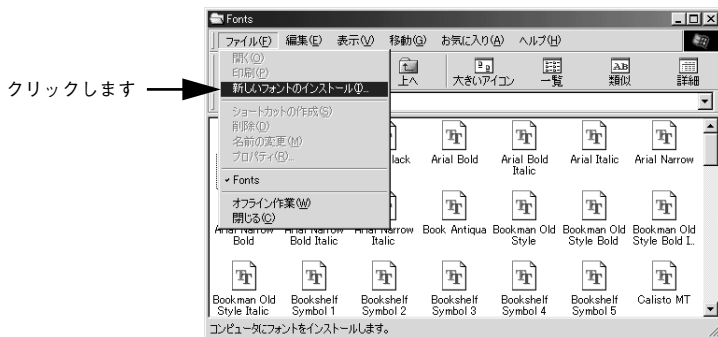 Fonts
ファイル(F) 編集(E) 表示(V) 移動(G) お気に入り(A) ヘルプ(H)
開く(O)
印刷(P)
クリックします
新しいフォントのインストール(I)...
上へ 大きいアイコン 一覧 類似 詳細
ショートカットの作成(S)
削除(D)
名前の変更(M)
プロパティ(R)...
lack Arial Bold Arial Bold Italic Arial Italic Arial Narrow
Fonts
オフライン作業(W)
閉じる(C)
Arial Narrow Bold Arial Narrow Bold Italic Arial Narrow Italic Book Antiqua Bookman Old Style Bookman Old Style Bold Bookman Old Style Bold I...
Bookman Old Style Italic Bookshelf Symbol 1 Bookshelf Symbol 2 Bookshelf Symbol 3 Bookshelf Symbol 4 Bookshelf Symbol 5 Calisto MT
コンピュータにフォントをインストールします。